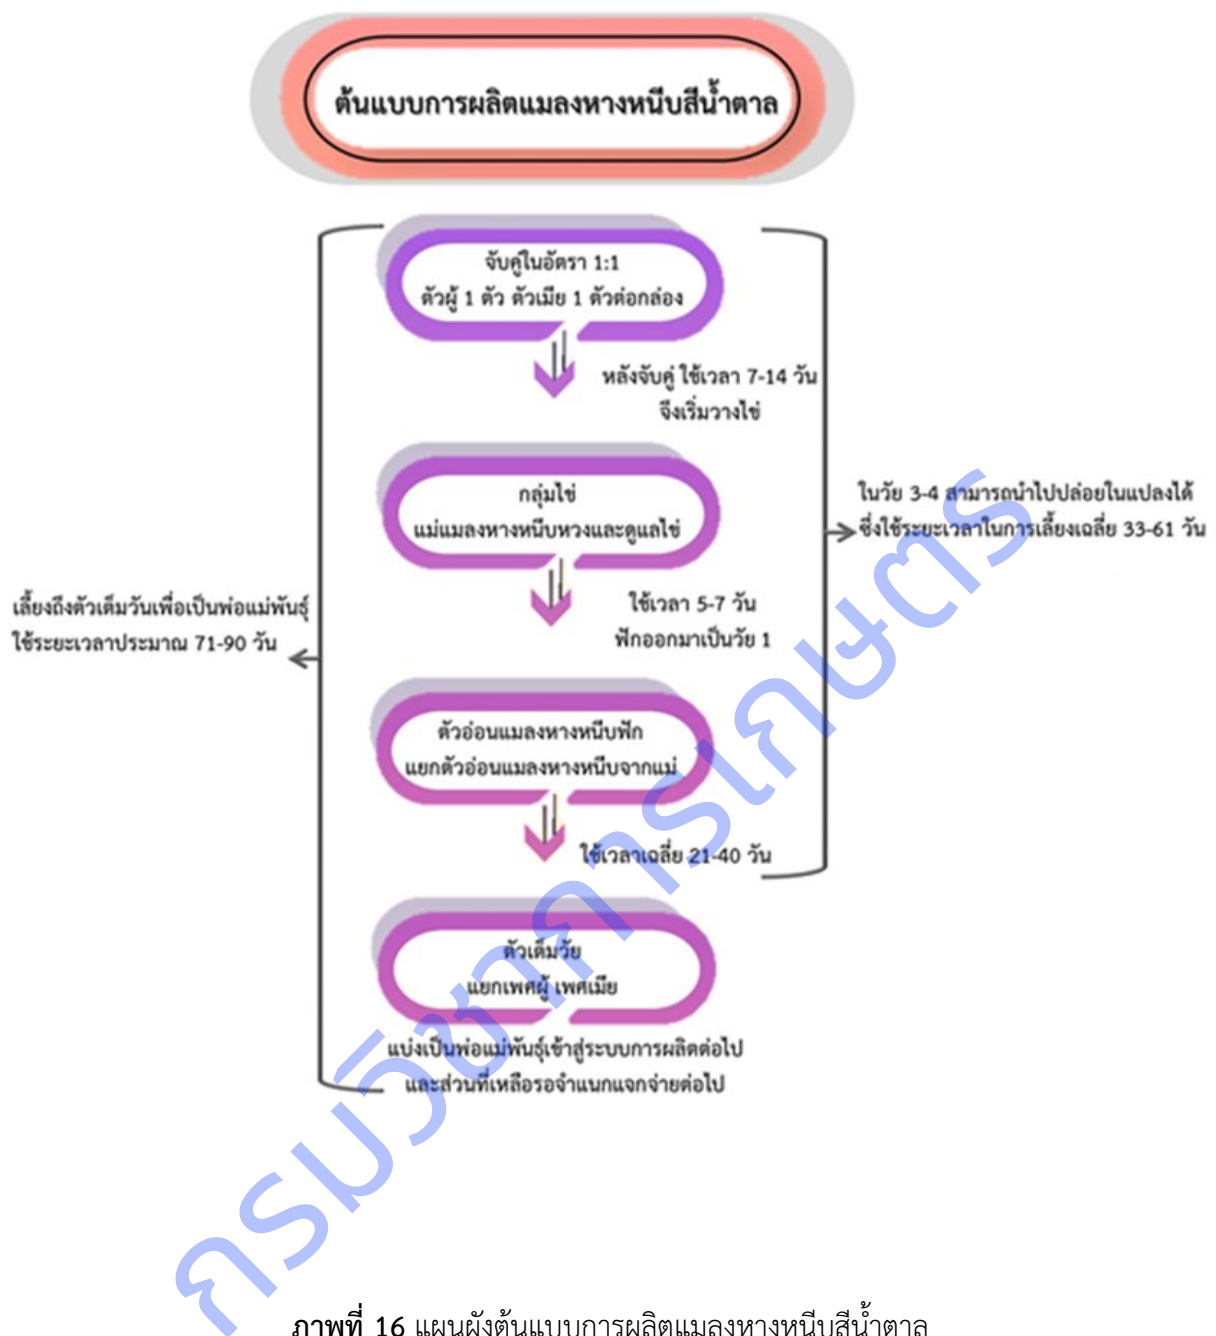 ต้นแบบการผลิตแมลงหางหนีบสีน้ำตาล
จับคู่ในอัตรา 1:1
ตัวผู้ 1 ตัว ตัวเมีย 1 ตัวต่อกล่อง
หลังจับคู่ ใช้เวลา 7-14 วัน
จึงเริ่มวางไข่
กลุ่มไข่
แม่แมลงหางหนีบหวงและดูแลไข่
ในวัย 3-4 สามารถนำไปปล่อยในแปลงได้
ซึ่งใช้ระยะเวลาในการเลี้ยงเฉลี่ย 33-61 วัน
ใช้เวลา 5-7 วัน
ฟักออกมาเป็นวัย 1
เลี้ยงถึงตัวเต็มวันเพื่อเป็นพ่อแม่พันธุ์
ใช้ระยะเวลาประมาณ 71-90 วัน
ตัวอ่อนแมลงหางหนีบฟัก
แยกตัวอ่อนแมลงหางหนีบจากแม่
ใช้เวลาเฉลี่ย 21-40 วัน
ตัวเต็มวัย
แยกเพศผู้ เพศเมีย
แบ่งเป็นพ่อแม่พันธุ์เข้าสู่ระบบการผลิตต่อไป
และส่วนที่เหลือรอจำแนกแจกจ่ายต่อไป
กรมวิชาการเกษตร
ภาพที่ 16 แผนผังต้นแบบการผลิตแมลงหางหนีบสีน้ำตาล